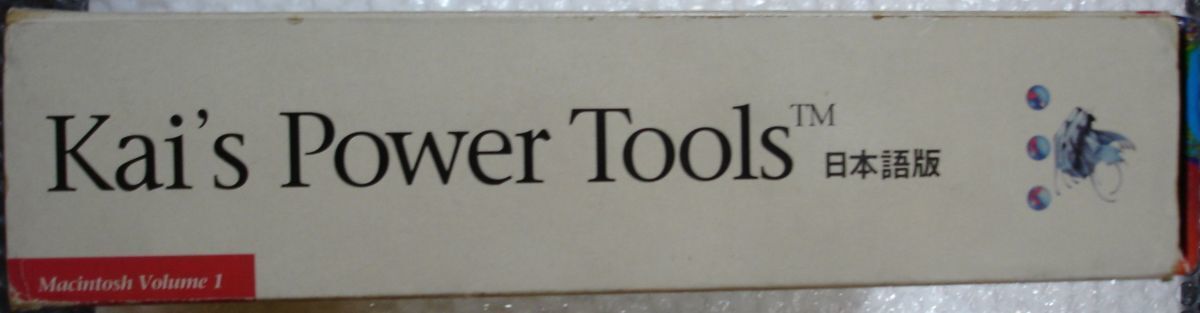 Kai's Power Tools™ 日本語版
Macintosh Volume 1